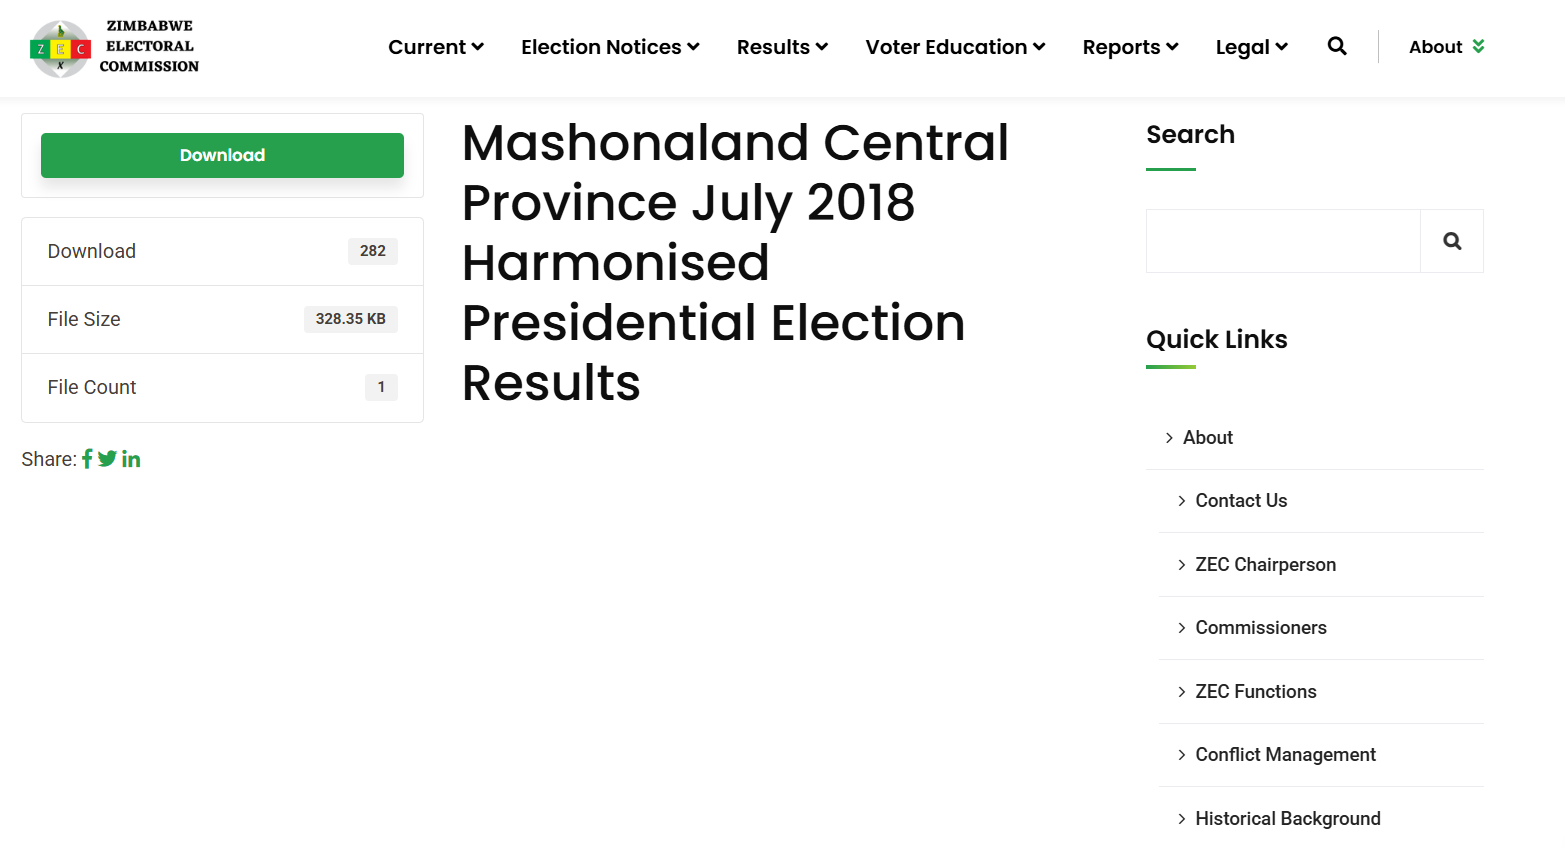 ZIMBABWE
ELECTORAL
COMMISSION
Z E C
X
Current
Election Notices
Results
Voter Education
Reports
Legal
About
Download
Download 282
File Size 328.35 KB
File Count 1
Share:
Mashonaland Central
Province July 2018
Harmonised
Presidential Election
Results
Search
Quick Links
About
Contact Us
ZEC Chairperson
Commissioners
ZEC Functions
Conflict Management
Historical Background